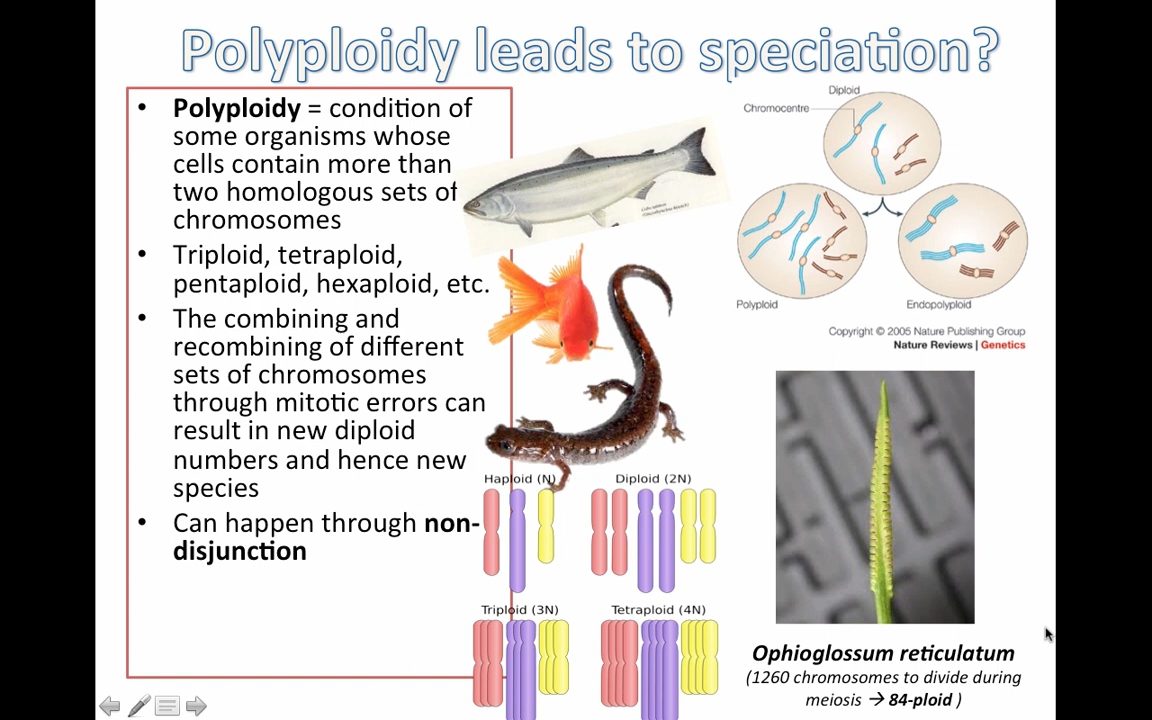 Polyploidy leads to speciation?
• Polyploidy = condition of
some organisms whose
cells contain more than
two homologous sets of
chromosomes
• Triploid, tetraploid,
pentaploid, hexaploid, etc.
• The combining and
recombining of different
sets of chromosomes
through mitotic errors can
result in new diploid
numbers and hence new
species
• Can happen through non-
disjunction
Haploid (N)
Diploid (2N)
Triploid (3N)
Tetraploid (4N)
Diploid
Chromocentre
Polyploid
Endopolyploid
Copyright © 2005 Nature Publishing Group
Nature Reviews | Genetics
Ophioglossum reticulatum
(1260 chromosomes to divide during
meiosis → 84-ploid )